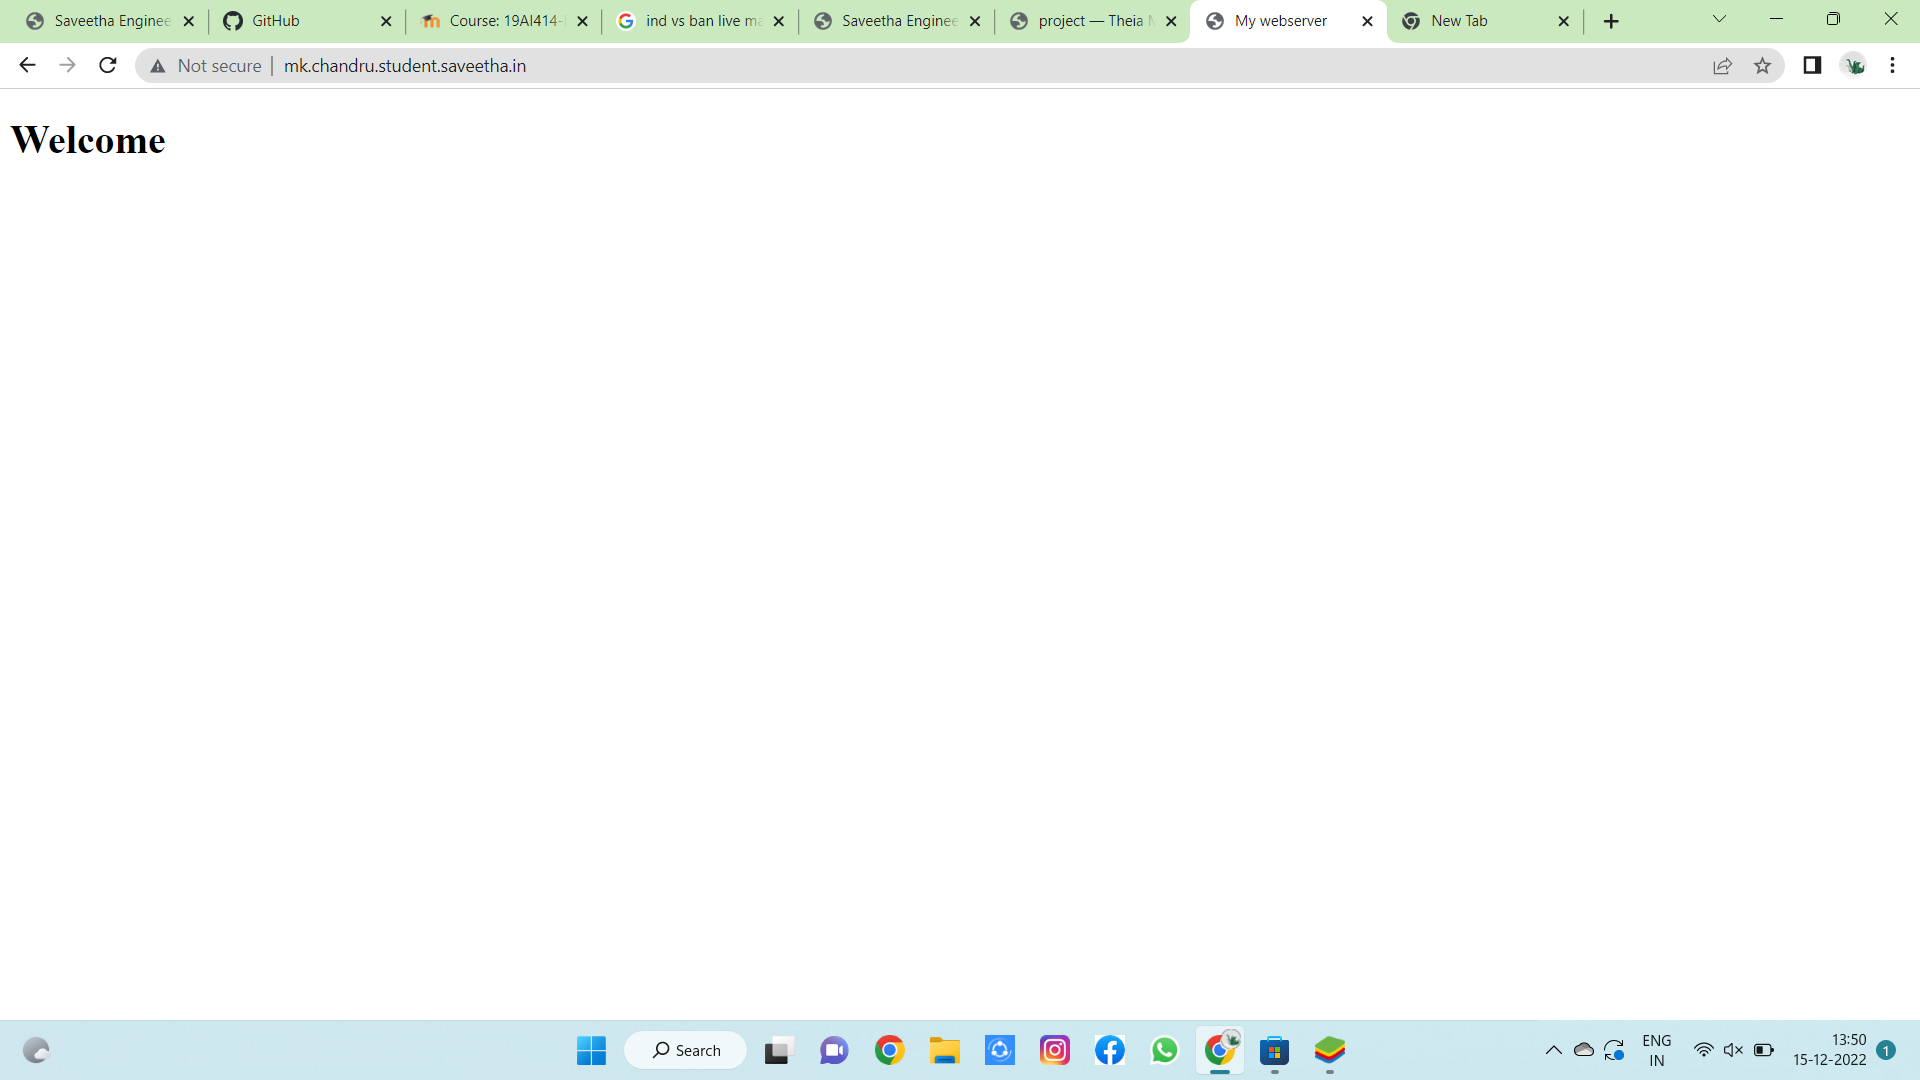 Saveetha Enginee
GitHub
Course: 19AI414-
ind vs ban live ma
Saveetha Enginee
project — Theia
My webserver
New Tab
Not secure
mk.chandru.student.saveetha.in
Welcome
Search
ENG
IN
13:50
15-12-2022
1